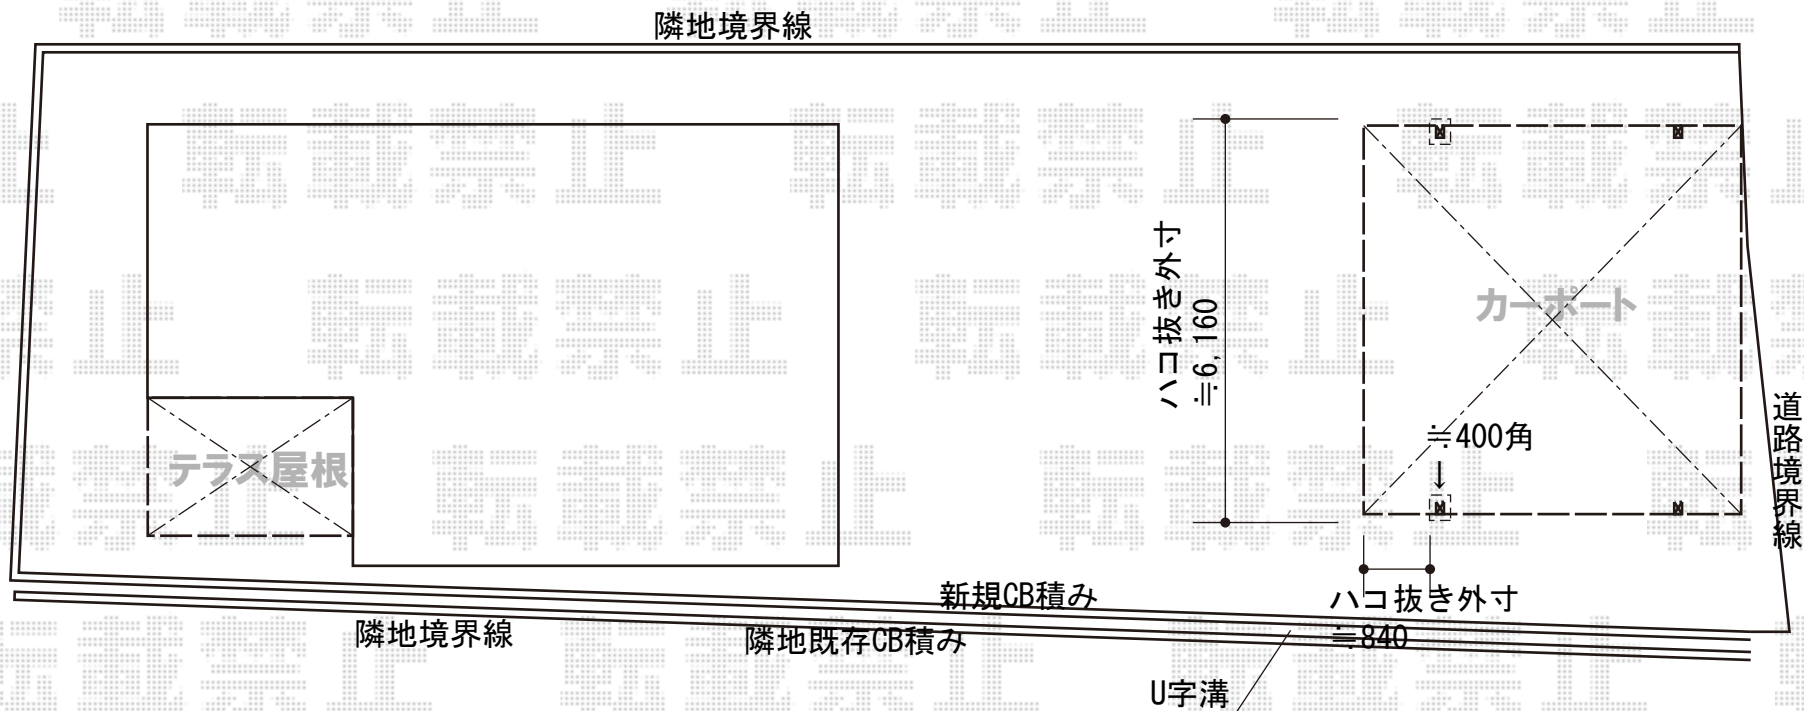 隣地境界線
ハコ抜き外寸
≒6,160
カーポート
≒400角
↓
道路境界線
テラス屋根
新規CB積み
ハコ抜き外寸
≒840
隣地境界線
隣地既存CB積み
U字溝
転載禁止